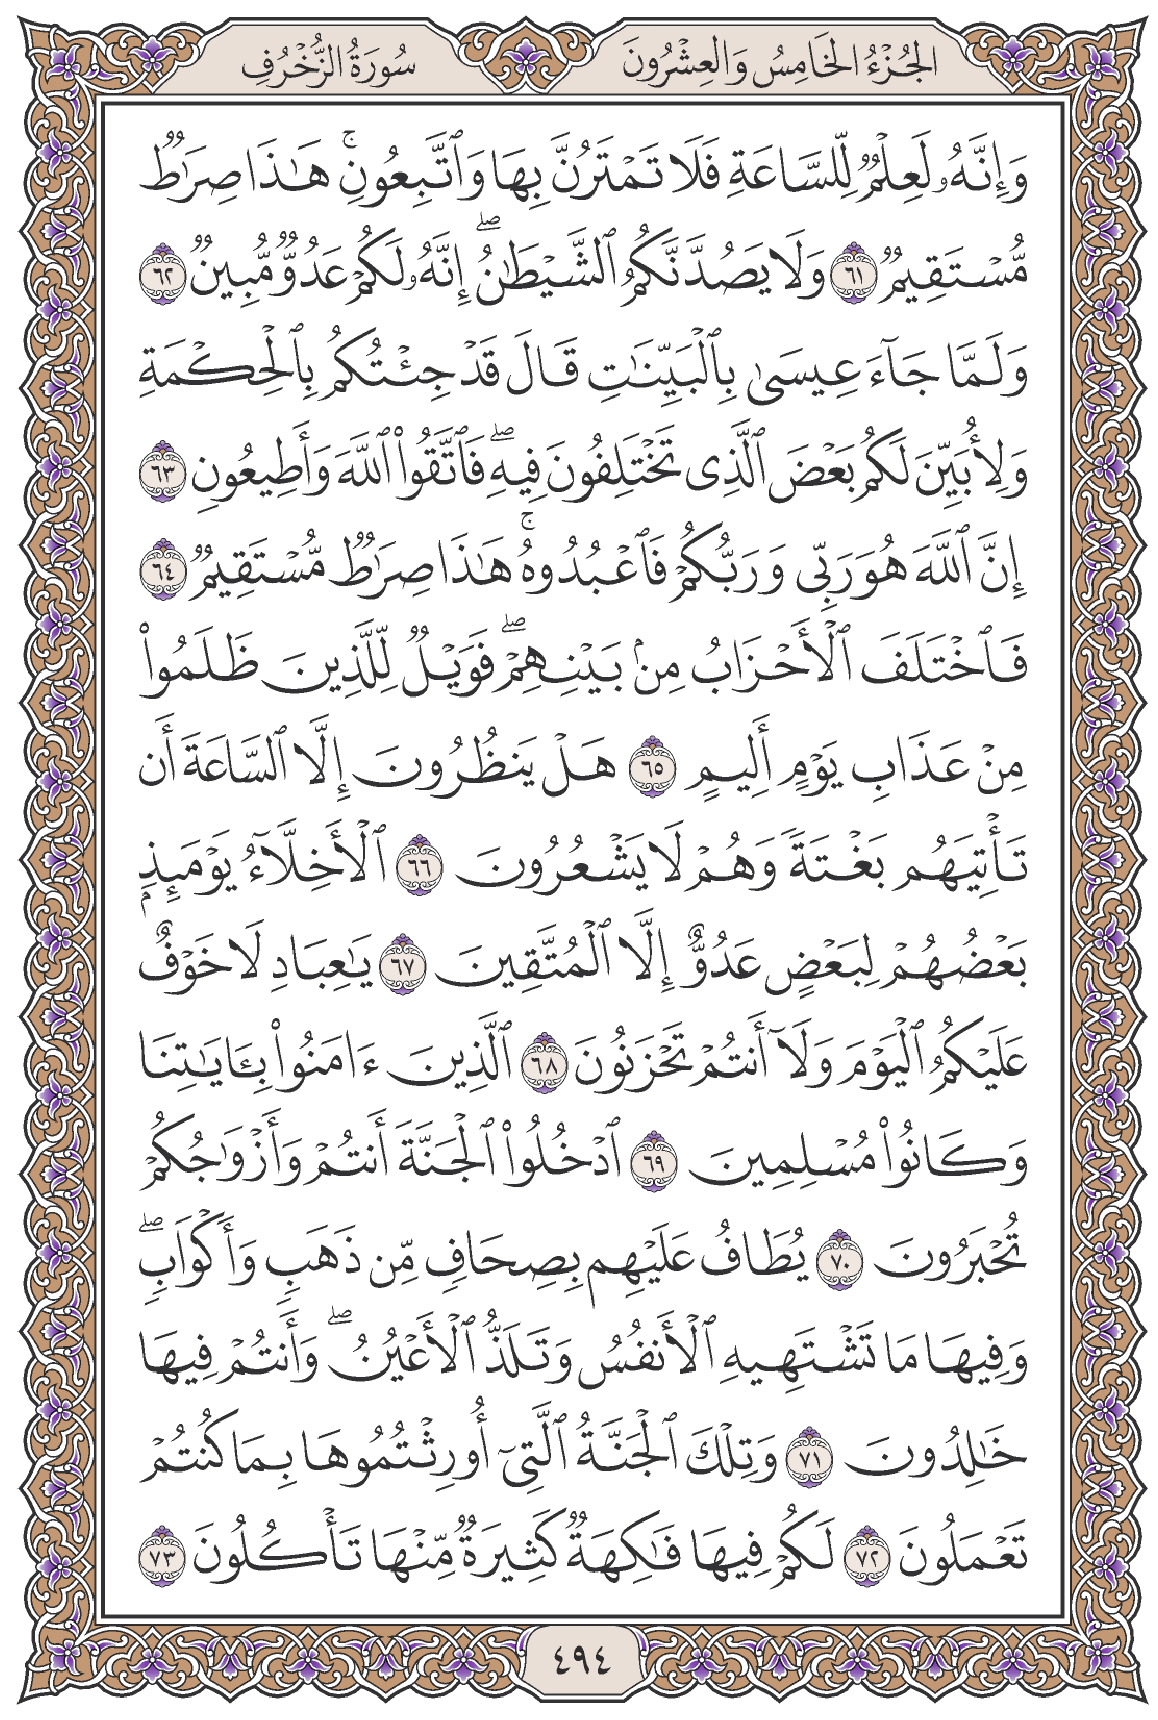 الجُزْءُ الخَامِسُ وَالعِشْرُونَ
سُورَةُ الزُّخْرُفِ
وَإِنَّهُۥ لَعِلْمٌ لِّلسَّاعَةِ فَلَا تَمْتَرُنَّ بِهَا وَٱتَّبِعُونِۚ هَٰذَا صِرَٰطٌ
مُّسْتَقِيمٌ ٦١ وَلَا يَصُدَّنَّكُمُ ٱلشَّيْطَٰنُۖ إِنَّهُۥ لَكُمْ عَدُوٌّ مُّبِينٌ ٦٢
وَلَمَّا جَآءَ عِيسَىٰ بِٱلْبَيِّنَٰتِ قَالَ قَدْ جِئْتُكُم بِٱلْحِكْمَةِ
وَلِأُبَيِّنَ لَكُم بَعْضَ ٱلَّذِى تَخْتَلِفُونَ فِيهِۖ فَٱتَّقُوا۟ ٱللَّهَ وَأَطِيعُونِ ٦٣
إِنَّ ٱللَّهَ هُوَ رَبِّى وَرَبُّكُمْ فَٱعْبُدُوهُۚ هَٰذَا صِرَٰطٌ مُّسْتَقِيمٌ ٦٤
فَٱخْتَلَفَ ٱلْأَحْزَابُ مِنۢ بَيْنِهِمْۖ فَوَيْلٌ لِّلَّذِينَ ظَلَمُوا۟
مِنْ عَذَابِ يَوْمٍ أَلِيمٍ ٦٥ هَلْ يَنظُرُونَ إِلَّا ٱلسَّاعَةَ أَن
تَأْتِيَهُم بَغْتَةً وَهُمْ لَا يَشْعُرُونَ ٦٦ ٱلْأَخِلَّآءُ يَوْمَئِذٍۭ
بَعْضُهُمْ لِبَعْضٍ عَدُوٌّ إِلَّا ٱلْمُتَّقِينَ ٦٧ يَٰعِبَادِ لَا خَوْفٌ
عَلَيْكُمُ ٱلْيَوْمَ وَلَآ أَنتُمْ تَحْزَنُونَ ٦٨ ٱلَّذِينَ ءَامَنُوا۟ بِـَٔايَٰتِنَا
وَكَانُوا۟ مُسْلِمِينَ ٦٩ ٱدْخُلُوا۟ ٱلْجَنَّةَ أَنتُمْ وَأَزْوَٰجُكُمْ
تُحْبَرُونَ ٧٠ يُطَافُ عَلَيْهِم بِصِحَافٍ مِّن ذَهَبٍ وَأَكْوَابٍۖ
وَفِيهَا مَا تَشْتَهِيهِ ٱلْأَنفُسُ وَتَلَذُّ ٱلْأَعْيُنُۖ وَأَنتُمْ فِيهَا
خَٰلِدُونَ ٧١ وَتِلْكَ ٱلْجَنَّةُ ٱلَّتِىٓ أُورِثْتُمُوهَا بِمَا كُنتُمْ
تَعْمَلُونَ ٧٢ لَكُمْ فِيهَا فَٰكِهَةٌ كَثِيرَةٌ مِّنْهَا تَأْكُلُونَ ٧٣
٤٩٤